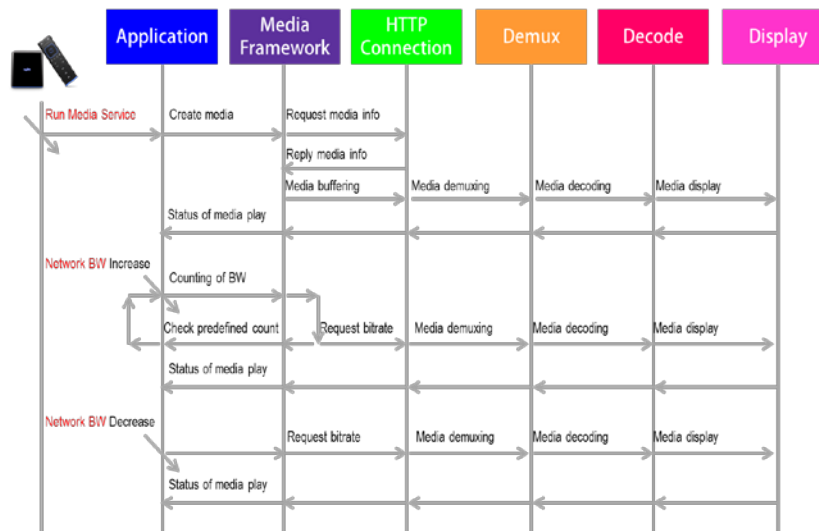 Application
Media
Framework
HTTP
Connection
Demux
Decode
Display
Run Media Service
Create media
Request media info
Reply media info
Media buffering
Media demuxing
Media decoding
Media display
Status of media play
Network BW Increase
Counting of BW
Check predefined count
Request bitrate
Media demuxing
Media decoding
Media display
Status of media play
Network BW Decrease
Request bitrate
Media demuxing
Media decoding
Media display
Status of media play